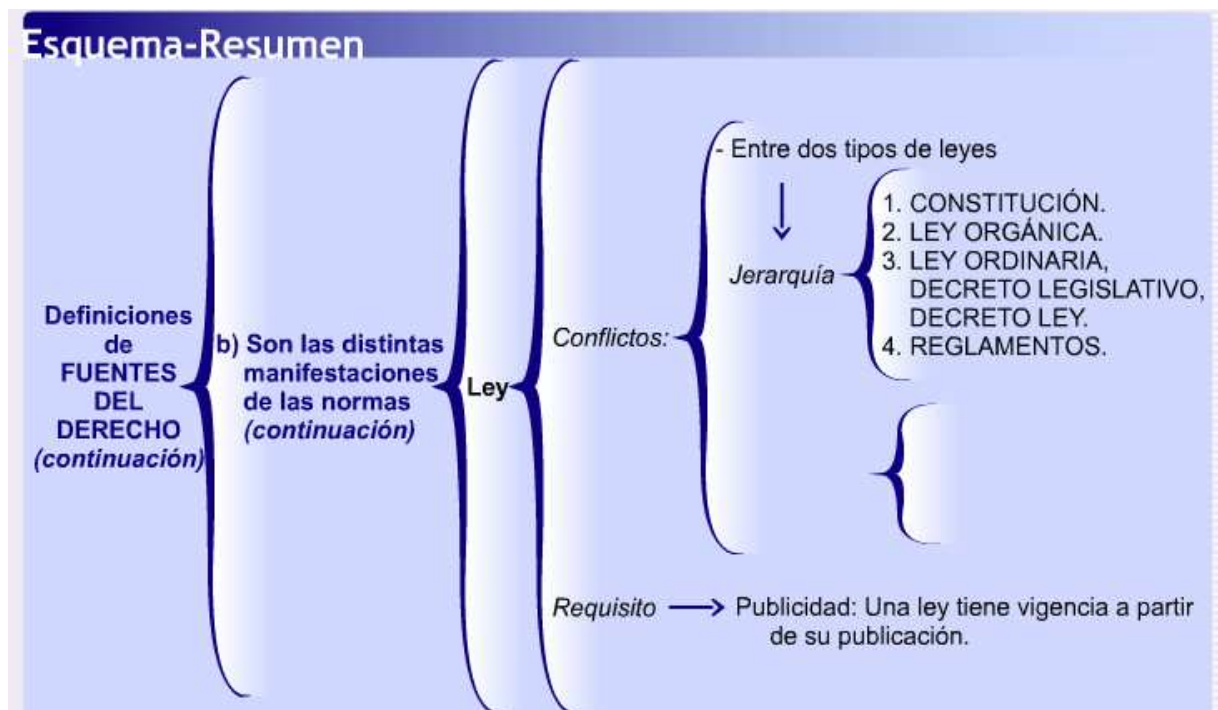 Esquema-Resumen
Definiciones
de
FUENTES
DEL
DERECHO
(continuación)
b) Son las distintas
manifestaciones
de las normas
(continuación)
Ley
Conflictos:
- Entre dos tipos de leyes
Jerarquía
1. CONSTITUCIÓN.
2. LEY ORGÁNICA.
3. LEY ORDINARIA,
DECRETO LEGISLATIVO,
DECRETO LEY.
4. REGLAMENTOS.
Requisito
Publicidad: Una ley tiene vigencia a partir
de su publicación.